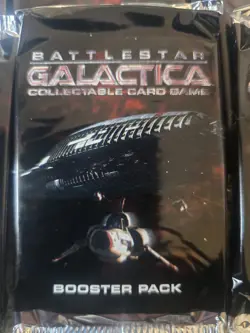 BATTLESTAR
GALACTICA
COLLECTABLE CARD GAME
BOOSTER PACK